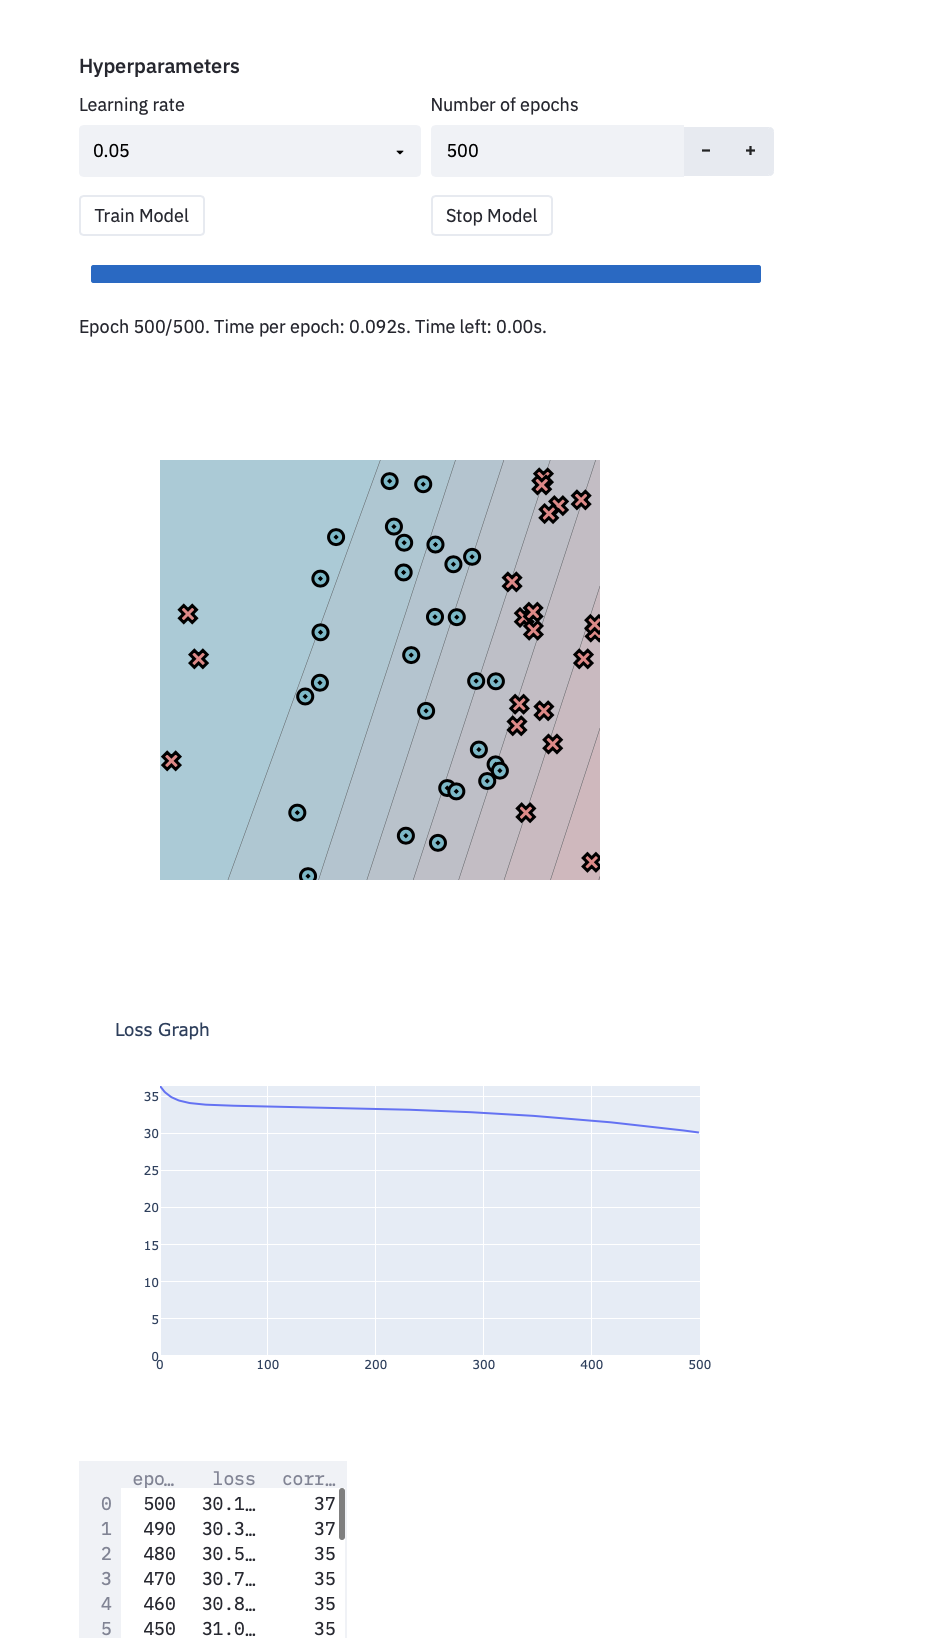 Hyperparameters
Learning rate
Number of epochs
0.05
500
-
+
Train Model
Stop Model
Epoch 500/500. Time per epoch: 0.092s. Time left: 0.00s.
Loss Graph
35
30
25
20
15
10
5
0
0 100 200 300 400 500
epo… loss corr…
0 500 30.1… 37
1 490 30.3… 37
2 480 30.5… 35
3 470 30.7… 35
4 460 30.8… 35
5 450 31.0… 35